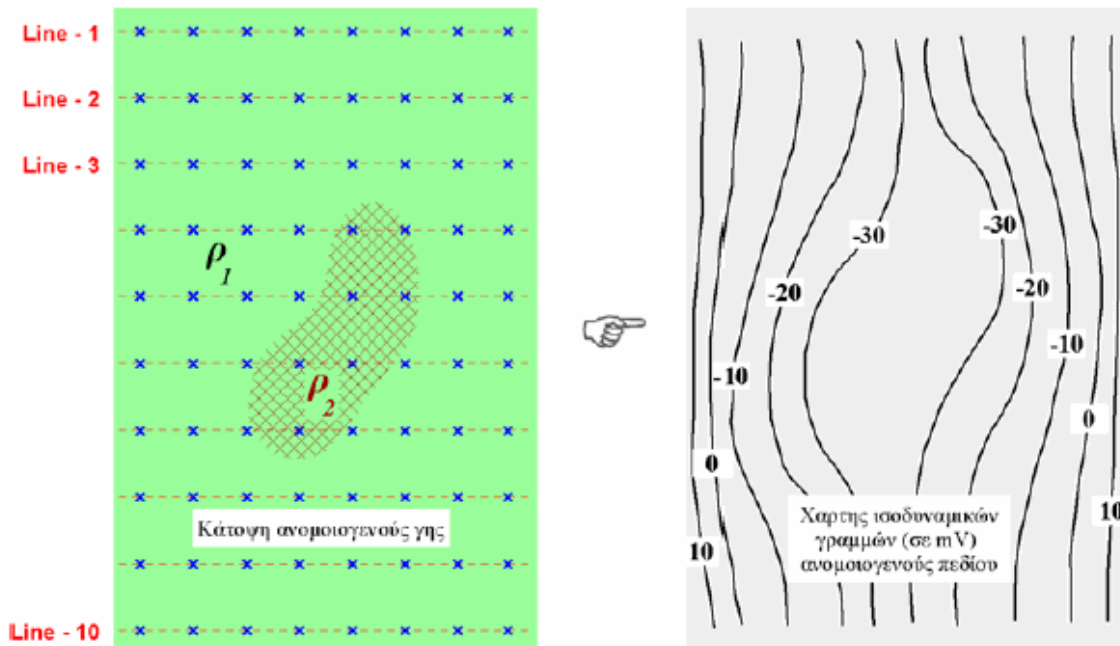 Line - 1
Line - 2
Line - 3
ρ1
ρ2
Κάτοψη ανομοιογενούς γης
Line - 10
-30
-30
-20
-20
-10
-10
0
0
10
10
Χαρτης ισοδυναμικών
γραμμών (σε mV)
ανομοιογενούς πεδίου